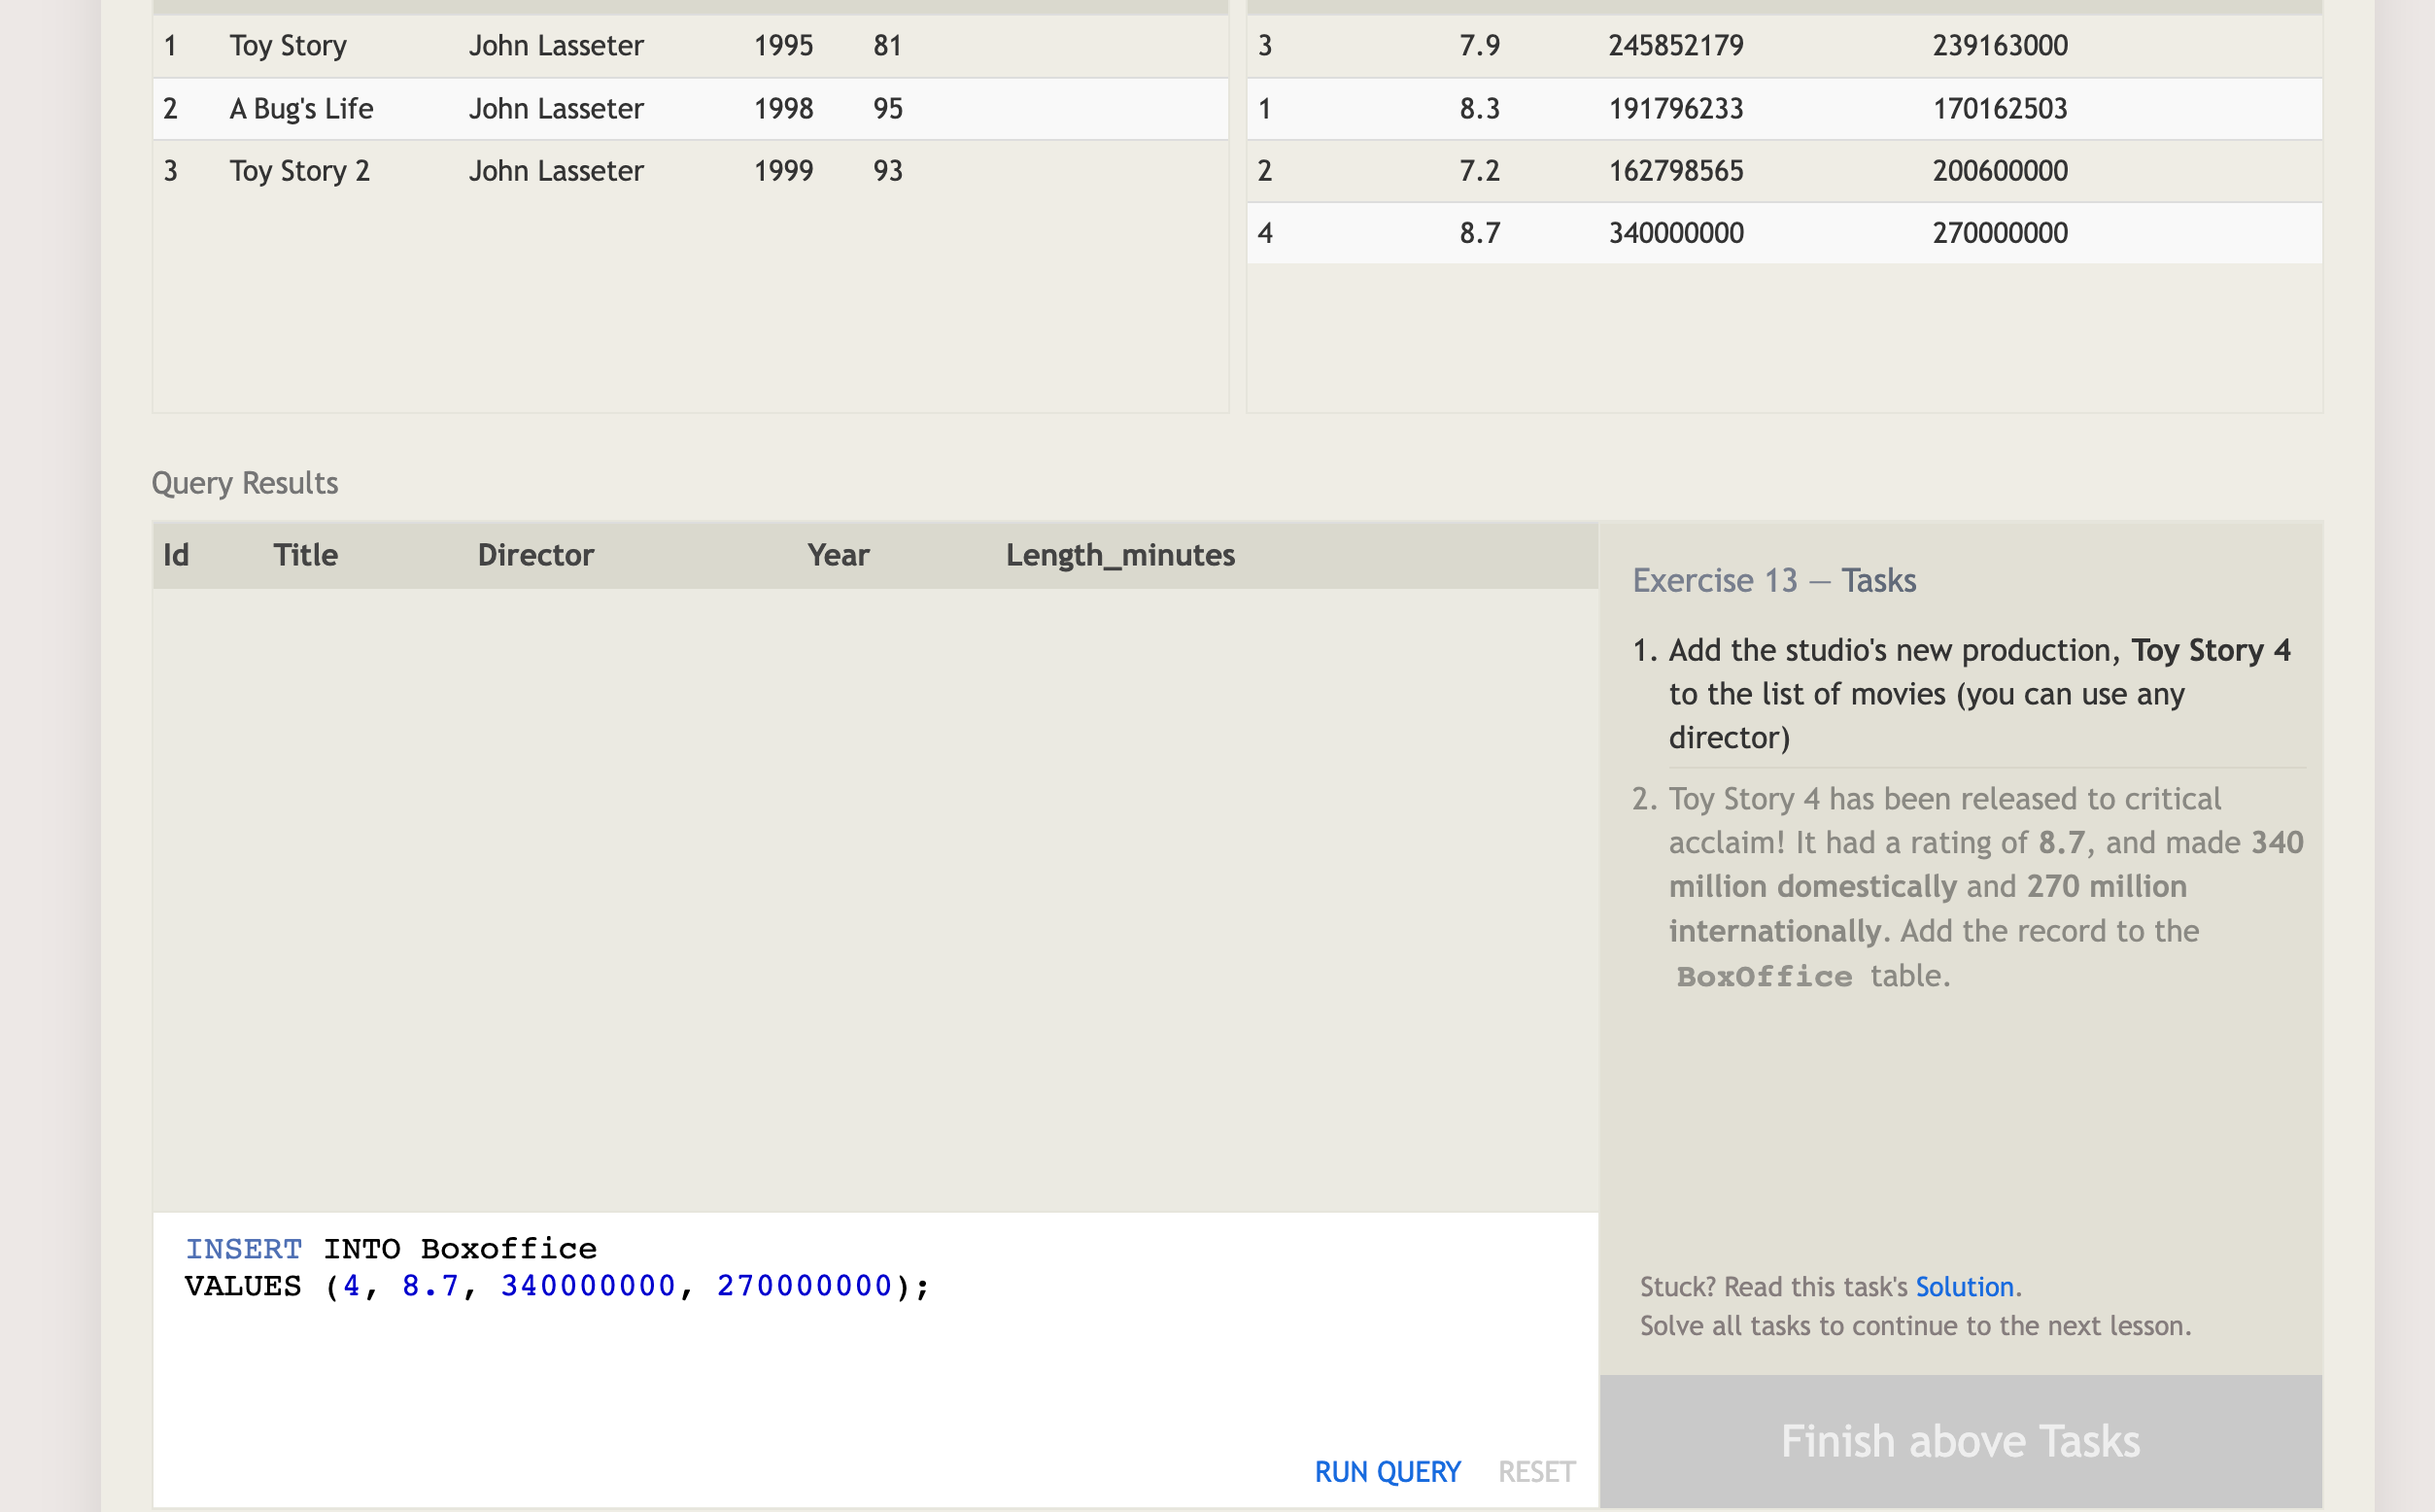 1 Toy Story John Lasseter 1995 81
2 A Bug's Life John Lasseter 1998 95
3 Toy Story 2 John Lasseter 1999 93
3 7.9 245852179 239163000
1 8.3 191796233 170162503
2 7.2 162798565 200600000
4 8.7 340000000 270000000
Query Results
Id Title Director Year Length_minutes
INSERT INTO Boxoffice
VALUES (4, 8.7, 340000000, 270000000);
RUN QUERY RESET
Exercise 13 — Tasks
1. Add the studio's new production, Toy Story 4
to the list of movies (you can use any
director)
2. Toy Story 4 has been released to critical
acclaim! It had a rating of 8.7, and made 340
million domestically and 270 million
internationally. Add the record to the
BoxOffice table.
Stuck? Read this task's Solution.
Solve all tasks to continue to the next lesson.
Finish above Tasks